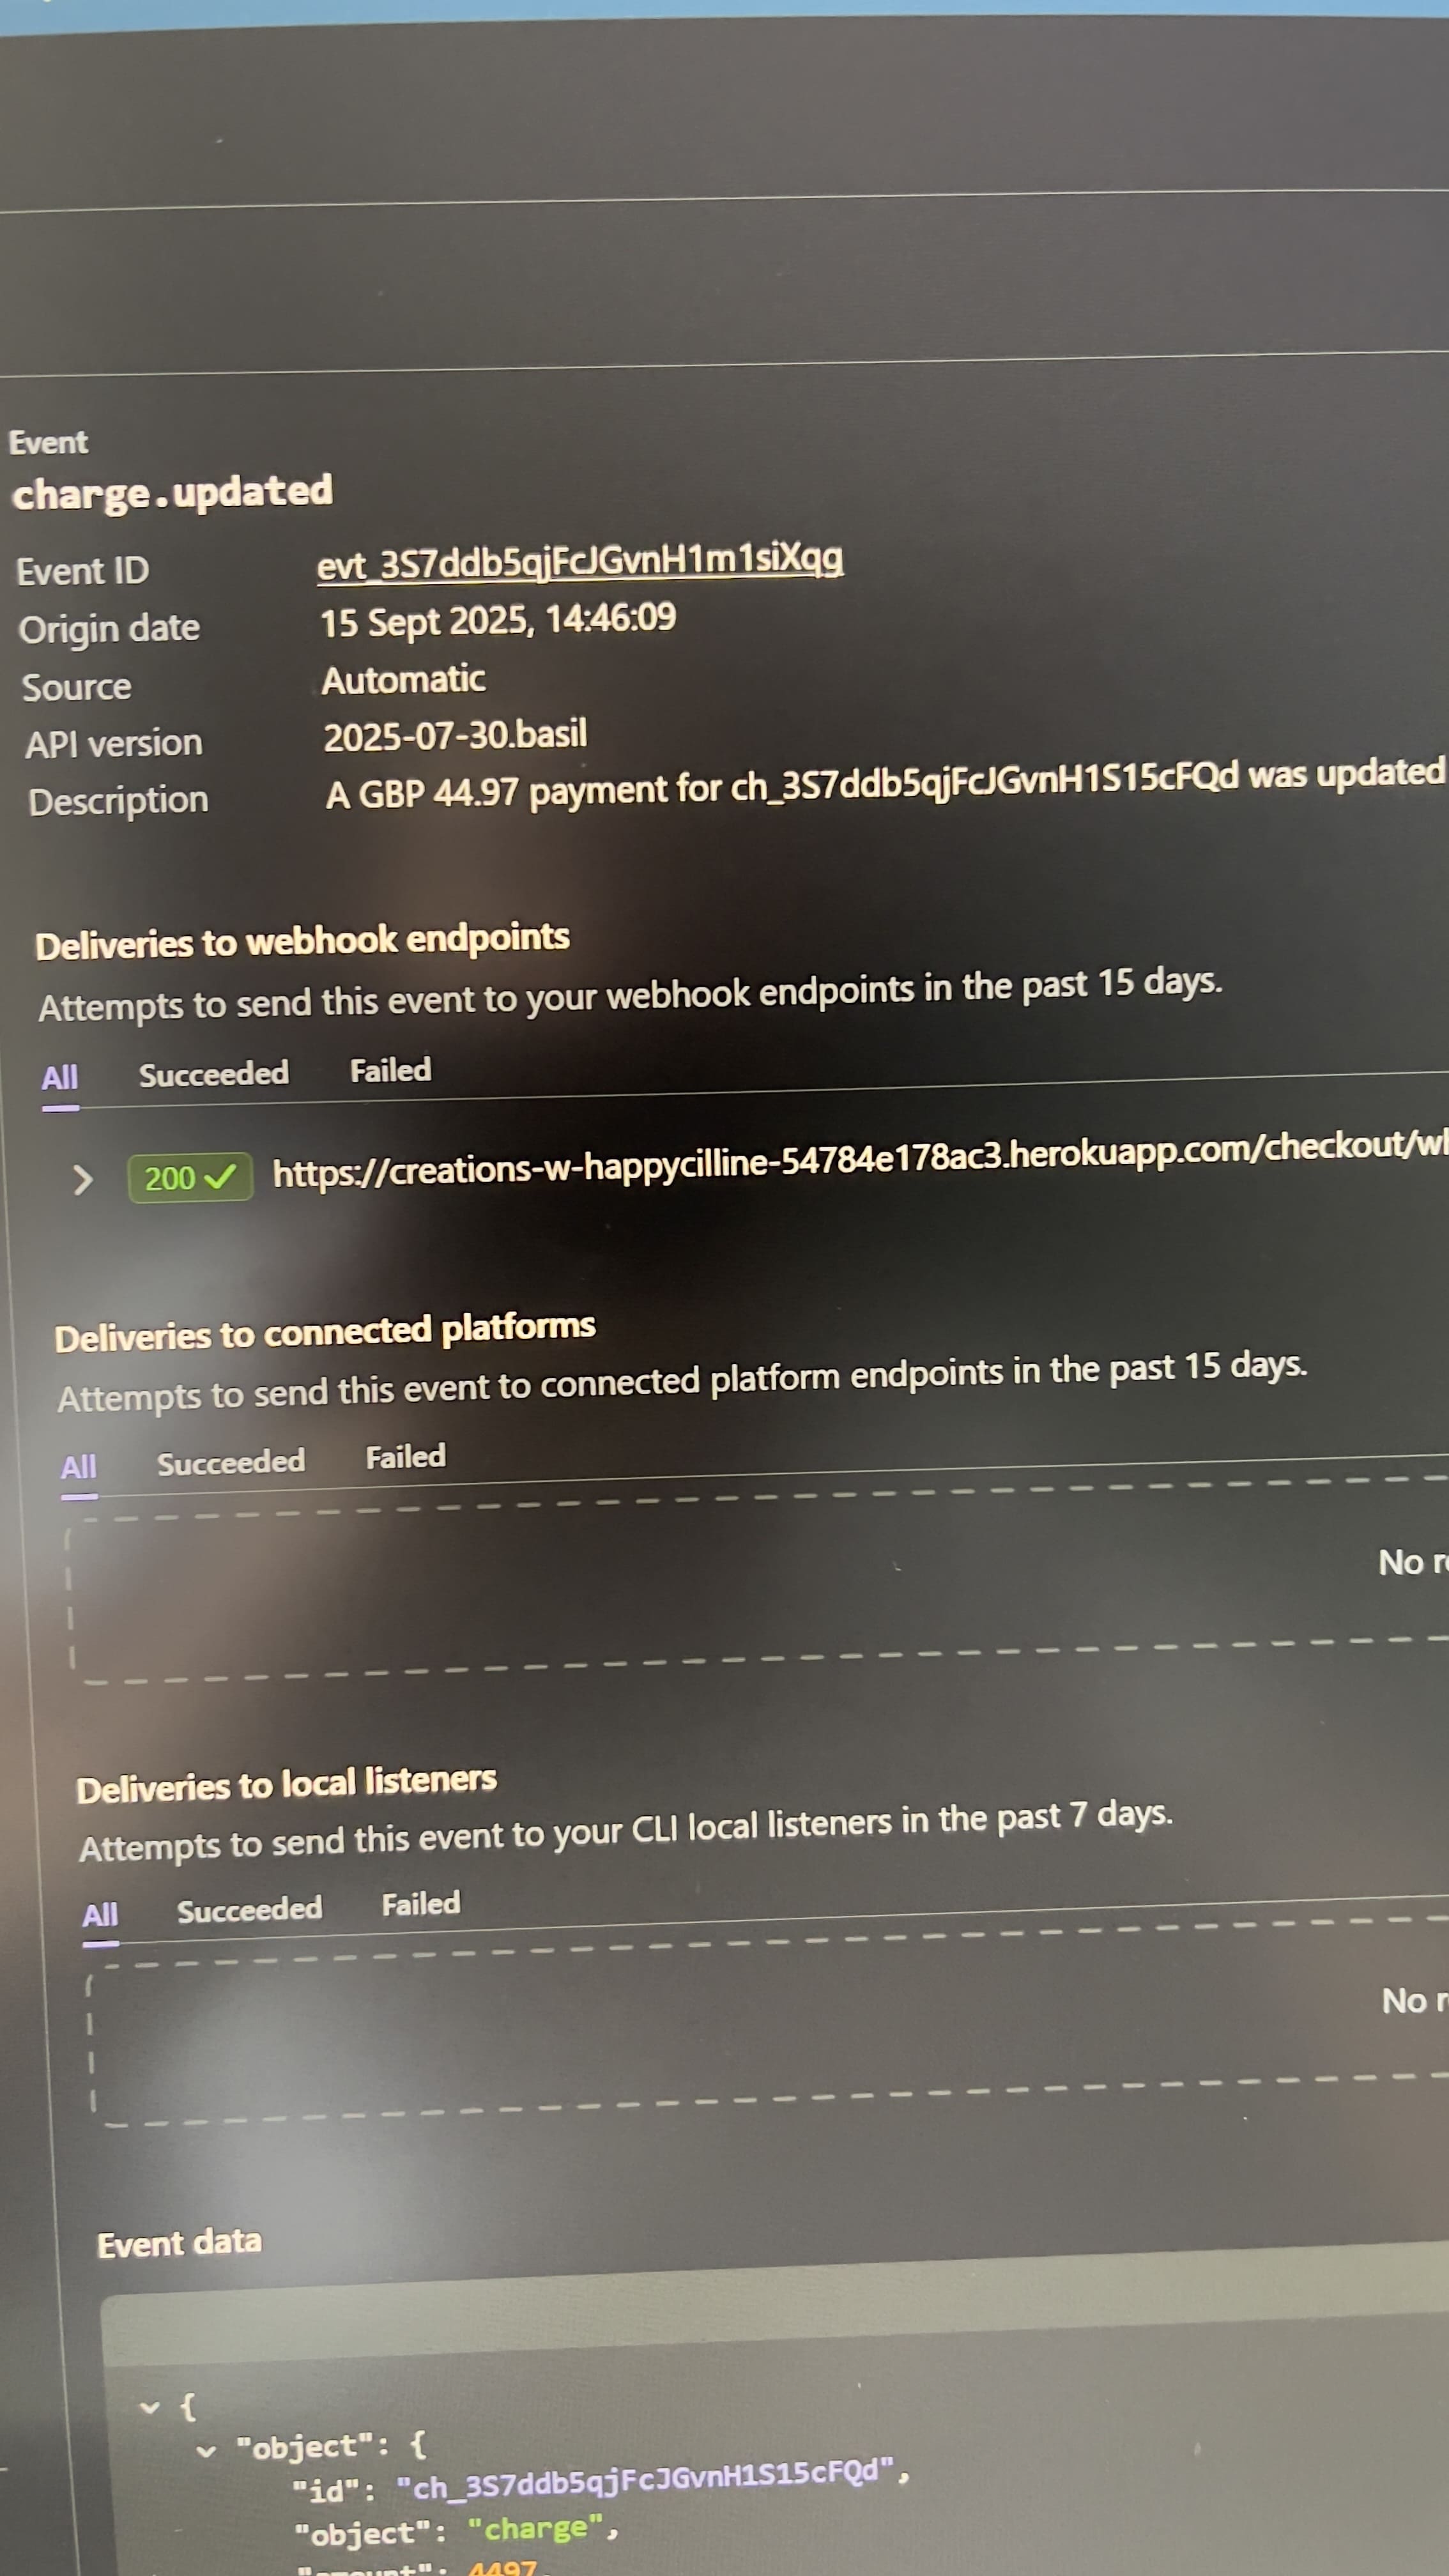 Event
charge.updated
Event ID evt_3S7ddb5qjFcJGvnH1m1siXqg
Origin date 15 Sept 2025, 14:46:09
Source Automatic
API version 2025-07-30.basil
Description A GBP 44.97 payment for ch_3S7ddb5qjFcJGvnH1S15cFQd was updated
Deliveries to webhook endpoints
Attempts to send this event to your webhook endpoints in the past 15 days.
All Succeeded Failed
200 https://creations-w-happycilline-54784e178ac3.herokuapp.com/checkout/wh
Deliveries to connected platforms
Attempts to send this event to connected platform endpoints in the past 15 days.
All Succeeded Failed
No re
Deliveries to local listeners
Attempts to send this event to your CLI local listeners in the past 7 days.
All Succeeded Failed
No r
Event data
{
"object": {
"id": "ch_3S7ddb5qjFcJGvnH1S15cFQd",
"object": "charge",
"amount": 4497,